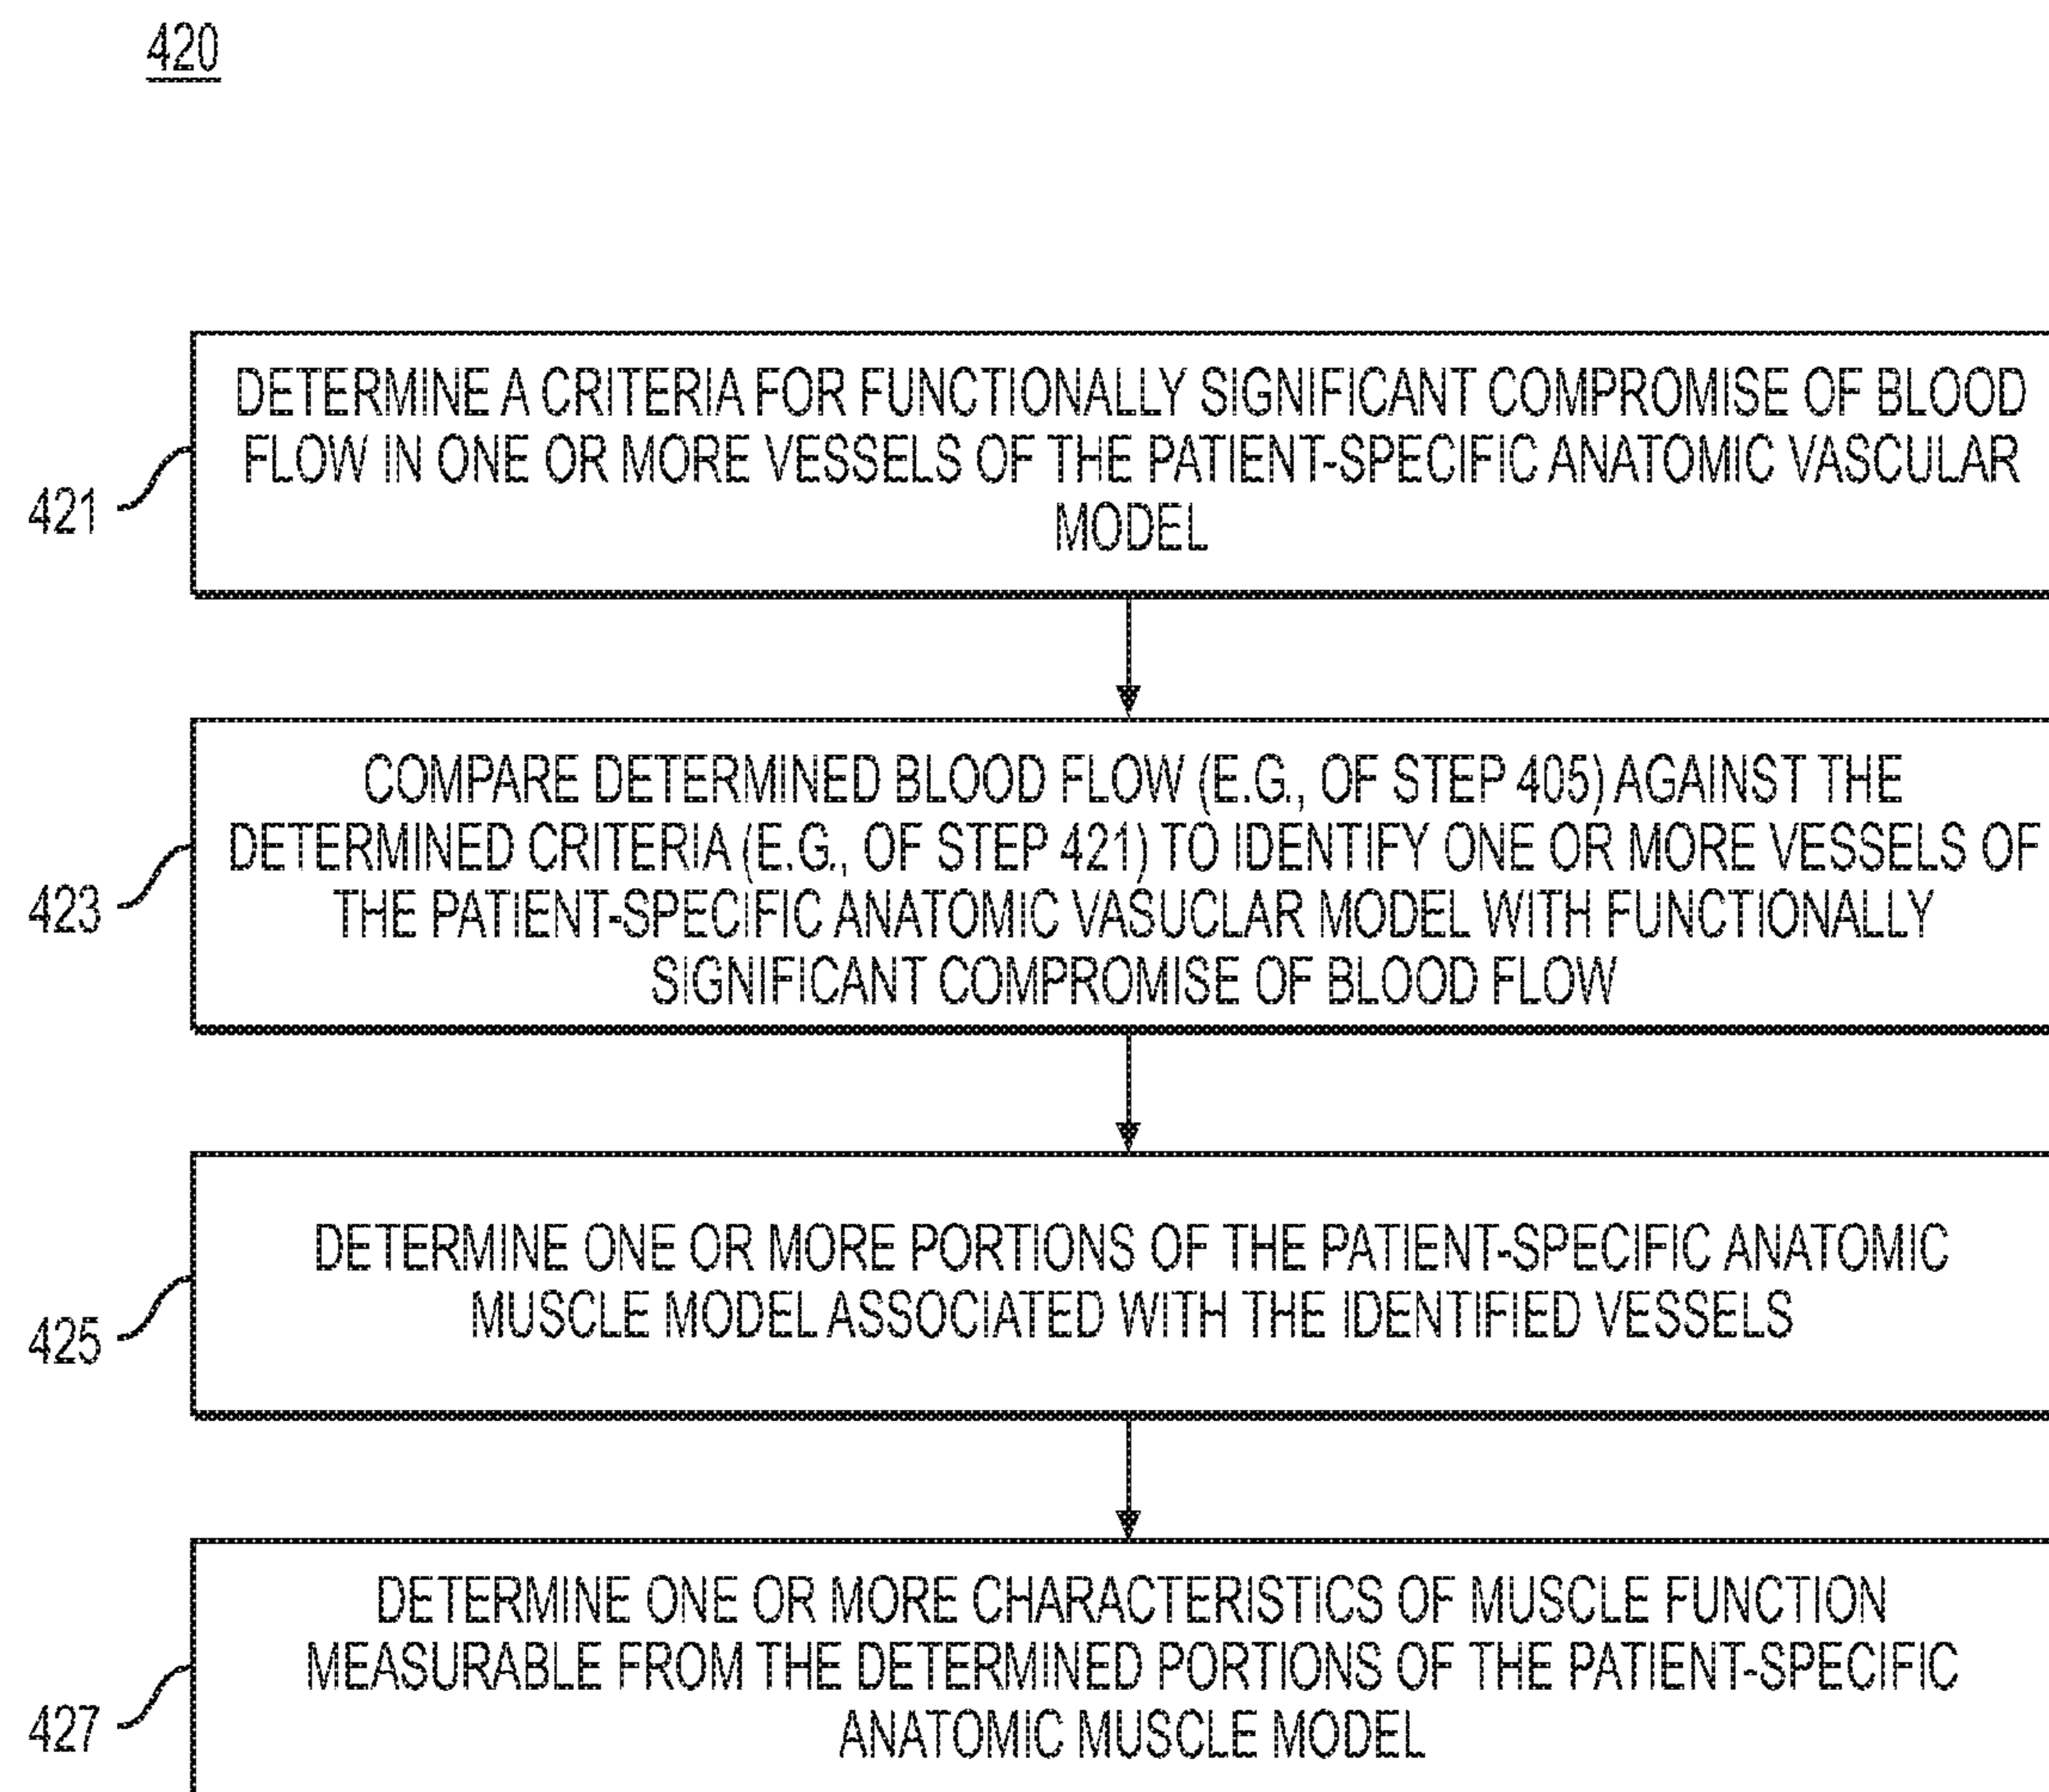 420
DETERMINE A CRITERIA FOR FUNCTIONALLY SIGNIFICANT COMPROMISE OF BLOOD
FLOW IN ONE OR MORE VESSELS OF THE PATIENT-SPECIFIC ANATOMIC VASCULAR
MODEL
421
COMPARE DETERMINED BLOOD FLOW (E.G., OF STEP 405) AGAINST THE
DETERMINED CRITERIA (E.G., OF STEP 421) TO IDENTIFY ONE OR MORE VESSELS OF
THE PATIENT-SPECIFIC ANATOMIC VASUCLAR MODEL WITH FUNCTIONALLY
SIGNIFICANT COMPROMISE OF BLOOD FLOW
423
DETERMINE ONE OR MORE PORTIONS OF THE PATIENT-SPECIFIC ANATOMIC
MUSCLE MODEL ASSOCIATED WITH THE IDENTIFIED VESSELS
425
DETERMINE ONE OR MORE CHARACTERISTICS OF MUSCLE FUNCTION
MEASURABLE FROM THE DETERMINED PORTIONS OF THE PATIENT-SPECIFIC
ANATOMIC MUSCLE MODEL
427